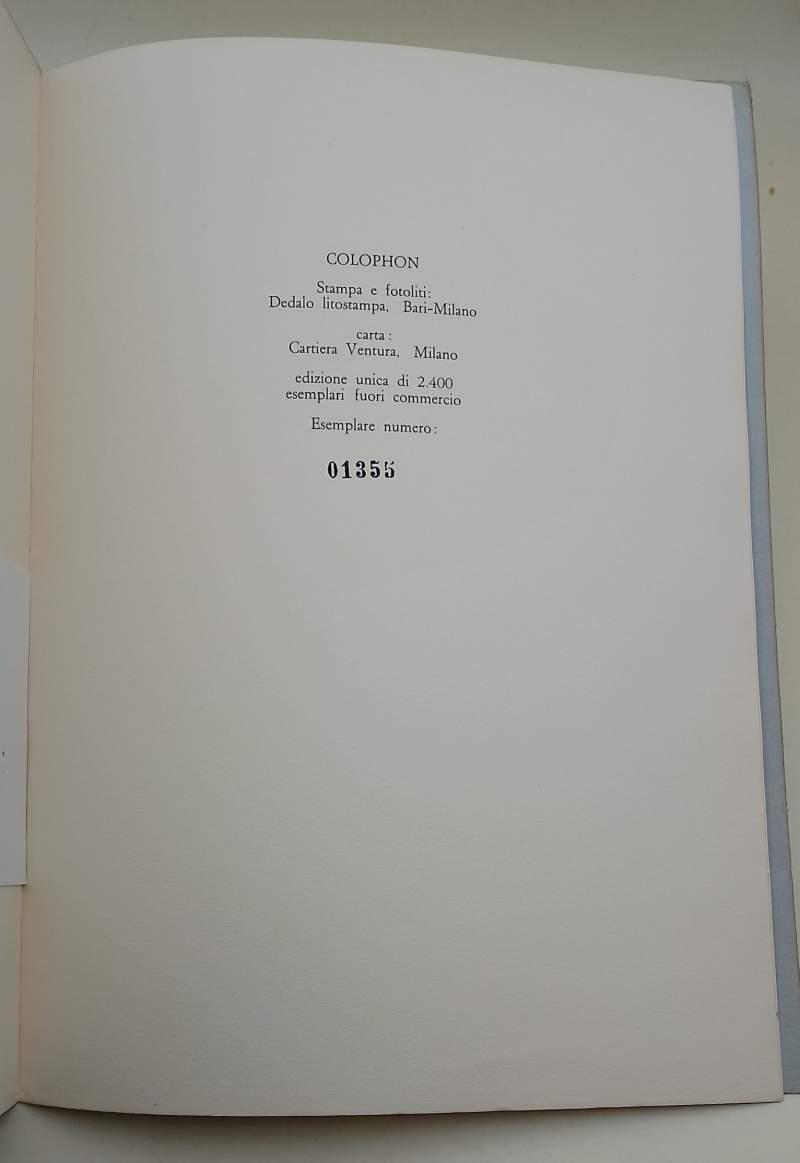 COLOPHON
Stampa e fotoliti:
Dedalo litostampa, Bari-Milano
carta:
Cartiera Ventura, Milano
edizione unica di 2.400
esemplari fuori commercio
Esemplare numero:
01355